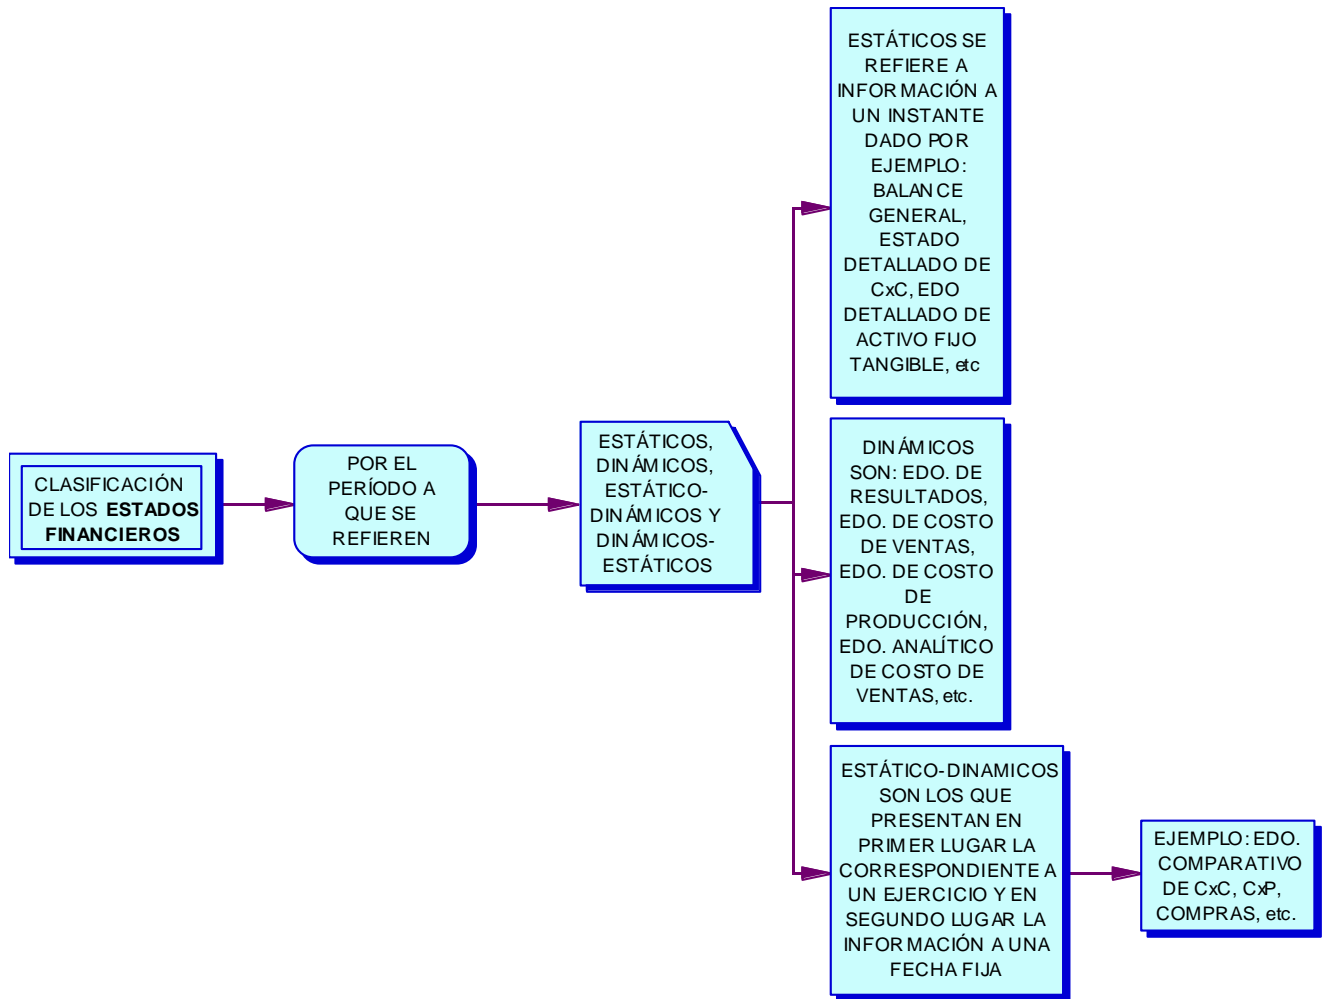 CLASIFICACIÓN
DE LOS ESTADOS
FINANCIEROS
POR EL
PERÍODO A
QUE SE
REFIEREN
ESTÁTICOS,
DINÁMICOS,
ESTÁTICO-
DINÁMICOS Y
DINÁMICOS-
ESTÁTICOS
ESTÁTICOS SE
REFIERE A
INFORMACIÓN A
UN INSTANTE
DADO POR
EJEMPLO:
BALANCE
GENERAL,
ESTADO
DETALLADO DE
CxC, EDO
DETALLADO DE
ACTIVO FIJO
TANGIBLE, etc
DINÁMICOS
SON: EDO. DE
RESULTADOS,
EDO. DE COSTO
DE VENTAS,
EDO. DE COSTO
DE
PRODUCCIÓN,
EDO. ANALÍTICO
DE COSTO DE
VENTAS, etc.
ESTÁTICO-DINAMICOS
SON LOS QUE
PRESENTAN EN
PRIMER LUGAR LA
CORRESPONDIENTE A
UN EJERCICIO Y EN
SEGUNDO LUGAR LA
INFORMACIÓN A UNA
FECHA FIJA
EJEMPLO: EDO.
COMPARATIVO
DE CxC, CxP,
COMPRAS, etc.